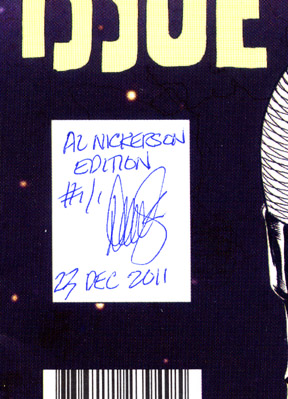 ISSUE
AL NICKERSON
EDITION
#1/1
23 DEC 2011